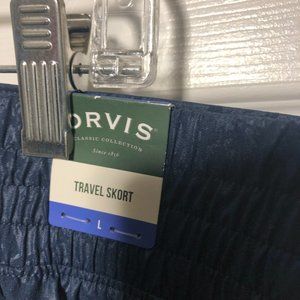 ORVIS®
CLASSIC COLLECTION
Since 1856
TRAVEL SKORT
L